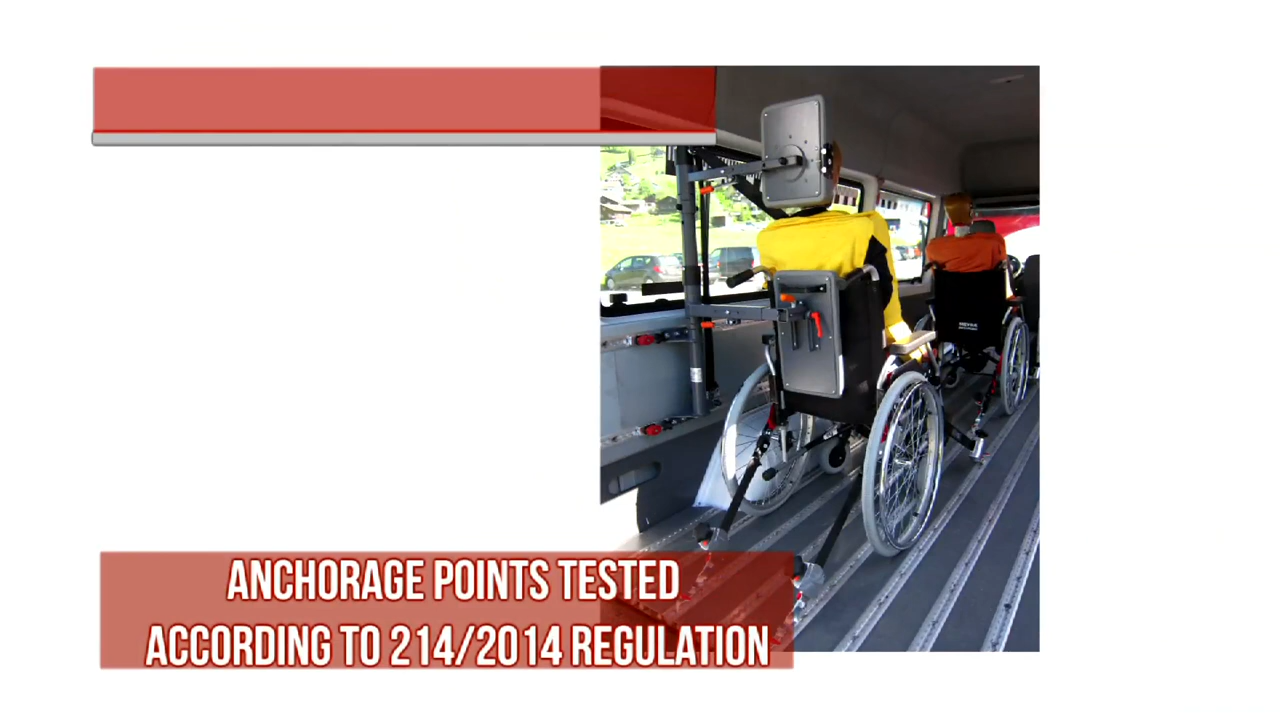 ANCHORAGE POINTS TESTED
ACCORDING TO 214/2014 REGULATION